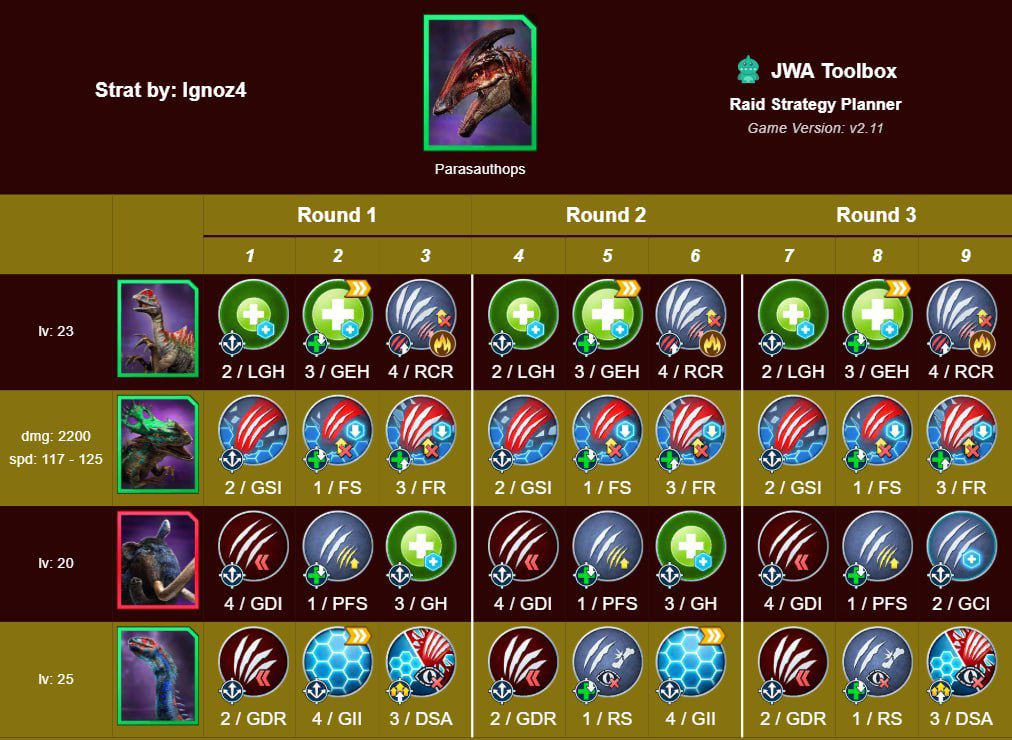 Strat by: Ignoz4
Parasauthops
JWA Toolbox
Raid Strategy Planner
Game Version: v2.11
Round 1 Round 2 Round 3
1 2 3 4 5 6 7 8 9
lv: 23
2 / LGH 3 / GEH 4 / RCR 2 / LGH 3 / GEH 4 / RCR 2 / LGH 3 / GEH 4 / RCR
dmg: 2200
spd: 117 - 125
2 / GSI 1 / FS 3 / FR 2 / GSI 1 / FS 3 / FR 2 / GSI 1 / FS 3 / FR
lv: 20
4 / GDI 1 / PFS 3 / GH 4 / GDI 1 / PFS 3 / GH 4 / GDI 1 / PFS 2 / GCI
lv: 25
2 / GDR 4 / GII 3 / DSA 2 / GDR 1 / RS 4 / GII 2 / GDR 1 / RS 3 / DSA